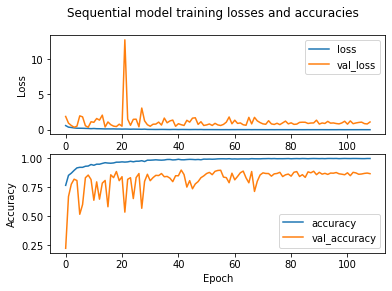 Sequential model training losses and accuracies
10
5
0
Loss
loss
val_loss
0
20
40
60
80
100
1.00
0.75
0.50
0.25
Accuracy
accuracy
val_accuracy
0
20
40
60
80
100
Epoch